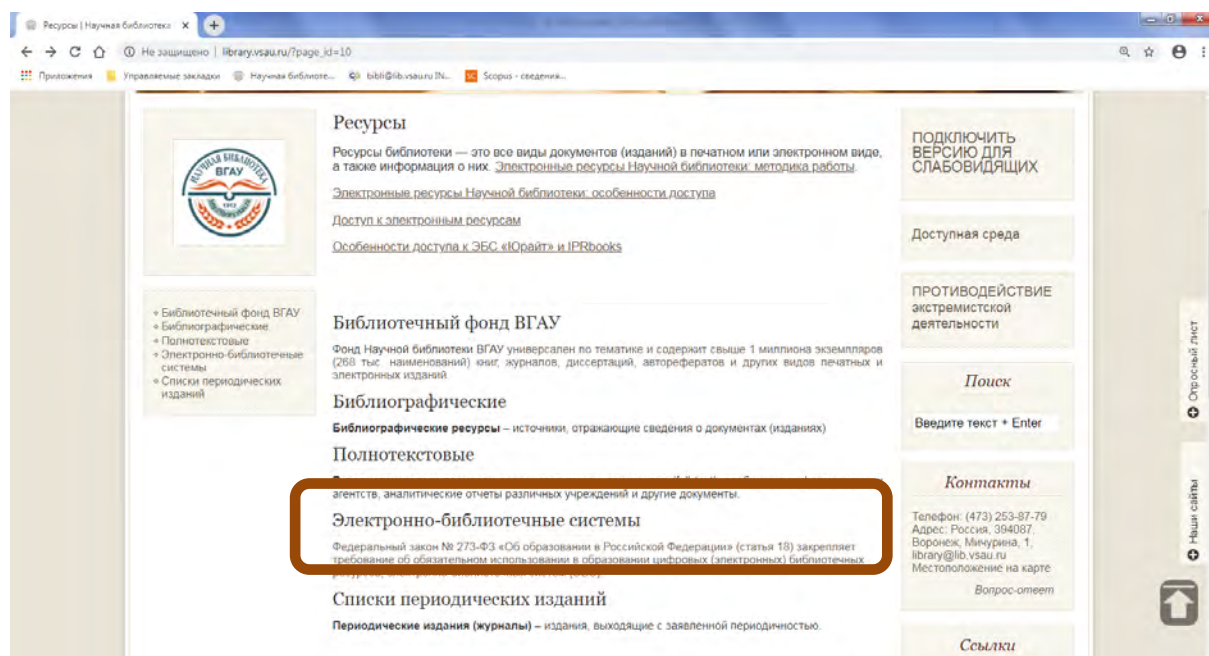 Ресурсы | Научная библиотека
Не защищено | library.vsau.ru/?page_id=10
Приложения
Управляемые закладки
Научная библиоте...
bibli@lib.vsau.ru IN...
Scopus - сведения...
НАУЧНАЯ БИБЛИОТЕКА
ВГАУ
1912
Библиотечный фонд ВГАУ
Библиографические
Полнотекстовые
Электронно-библиотечные
системы
Списки периодических
изданий
Ресурсы
Ресурсы библиотеки — это все виды документов (изданий) в печатном или электронном виде,
а также информация о них. Электронные ресурсы Научной библиотеки: методика работы.
Электронные ресурсы Научной библиотеки: особенности доступа
Доступ к электронным ресурсам
Особенности доступа к ЭБС «Юрайт» и IPRbooks
Библиотечный фонд ВГАУ
Фонд Научной библиотеки ВГАУ универсален по тематике и содержит свыше 1 миллиона экземпляров
(268 тыс. наименований) книг, журналов, диссертаций, авторефератов и других видов печатных и
электронных изданий
Библиографические
Библиографические ресурсы – источники, отражающие сведения о документах (изданиях)
Полнотекстовые
агентств, аналитические отчеты различных учреждений и другие документы.
Электронно-библиотечные системы
Федеральный закон № 273-ФЗ «Об образовании в Российской Федерации» (статья 18) закрепляет
требование об обязательном использовании в образовании цифровых (электронных) библиотечных
Списки периодических изданий
Периодические издания (журналы) – издания, выходящие с заявленной периодичностью.
ПОДКЛЮЧИТЬ
ВЕРСИЮ ДЛЯ
СЛАБОВИДЯЩИХ
Доступная среда
ПРОТИВОДЕЙСТВИЕ
экстремистской
деятельности
Поиск
Введите текст + Enter
Контакты
Телефон: (473) 253-87-79
Адрес: Россия, 394087,
Воронеж, Мичурина, 1,
library@lib.vsau.ru
Местоположение на карте
Вопрос-ответ
Ссылки
Опросный лист
Наши сайты